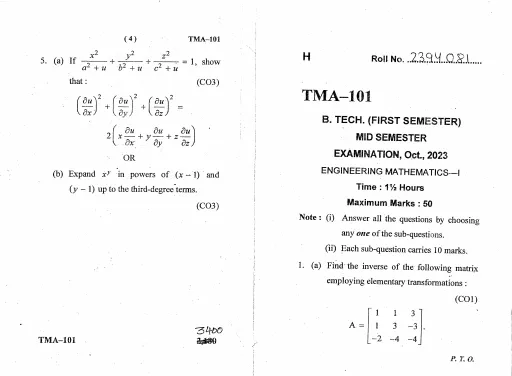 ( 4 )
TMA–101
5. (a) If x²/(a² + u) + y²/(b² + u) + z²/(c² + u) = 1, show
that :
(CO3)
(∂u/∂x)² + (∂u/∂y)² + (∂u/∂z)² =
2(x ∂u/∂x + y ∂u/∂y + z ∂u/∂z)
OR
(b) Expand xʸ in powers of (x – 1) and
(y – 1) up to the third-degree terms.
(CO3)
TMA–101
3400
H
Roll No. 2394081
TMA–101
B. TECH. (FIRST SEMESTER)
MID SEMESTER
EXAMINATION, Oct., 2023
ENGINEERING MATHEMATICS—I
Time : 1½ Hours
Maximum Marks : 50
Note : (i) Answer all the questions by choosing
any one of the sub-questions.
(ii) Each sub-question carries 10 marks.
1. (a) Find the inverse of the following matrix
employing elementary transformations :
(CO1)
A = [ 1 1 3
1 3 –3
–2 –4 –4 ].
P. T. O.